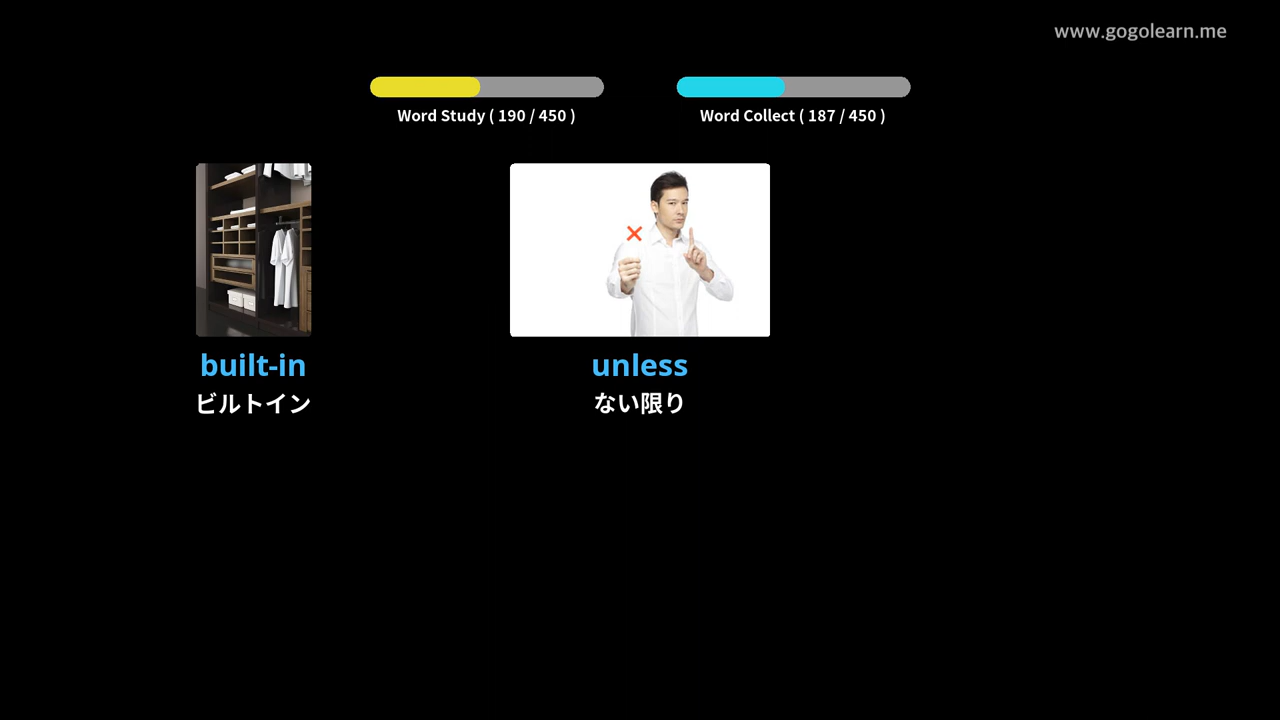 www.gogolearn.me
Word Study ( 190 / 450 )
Word Collect ( 187 / 450 )
built-in
ビルトイン
unless
ない限り